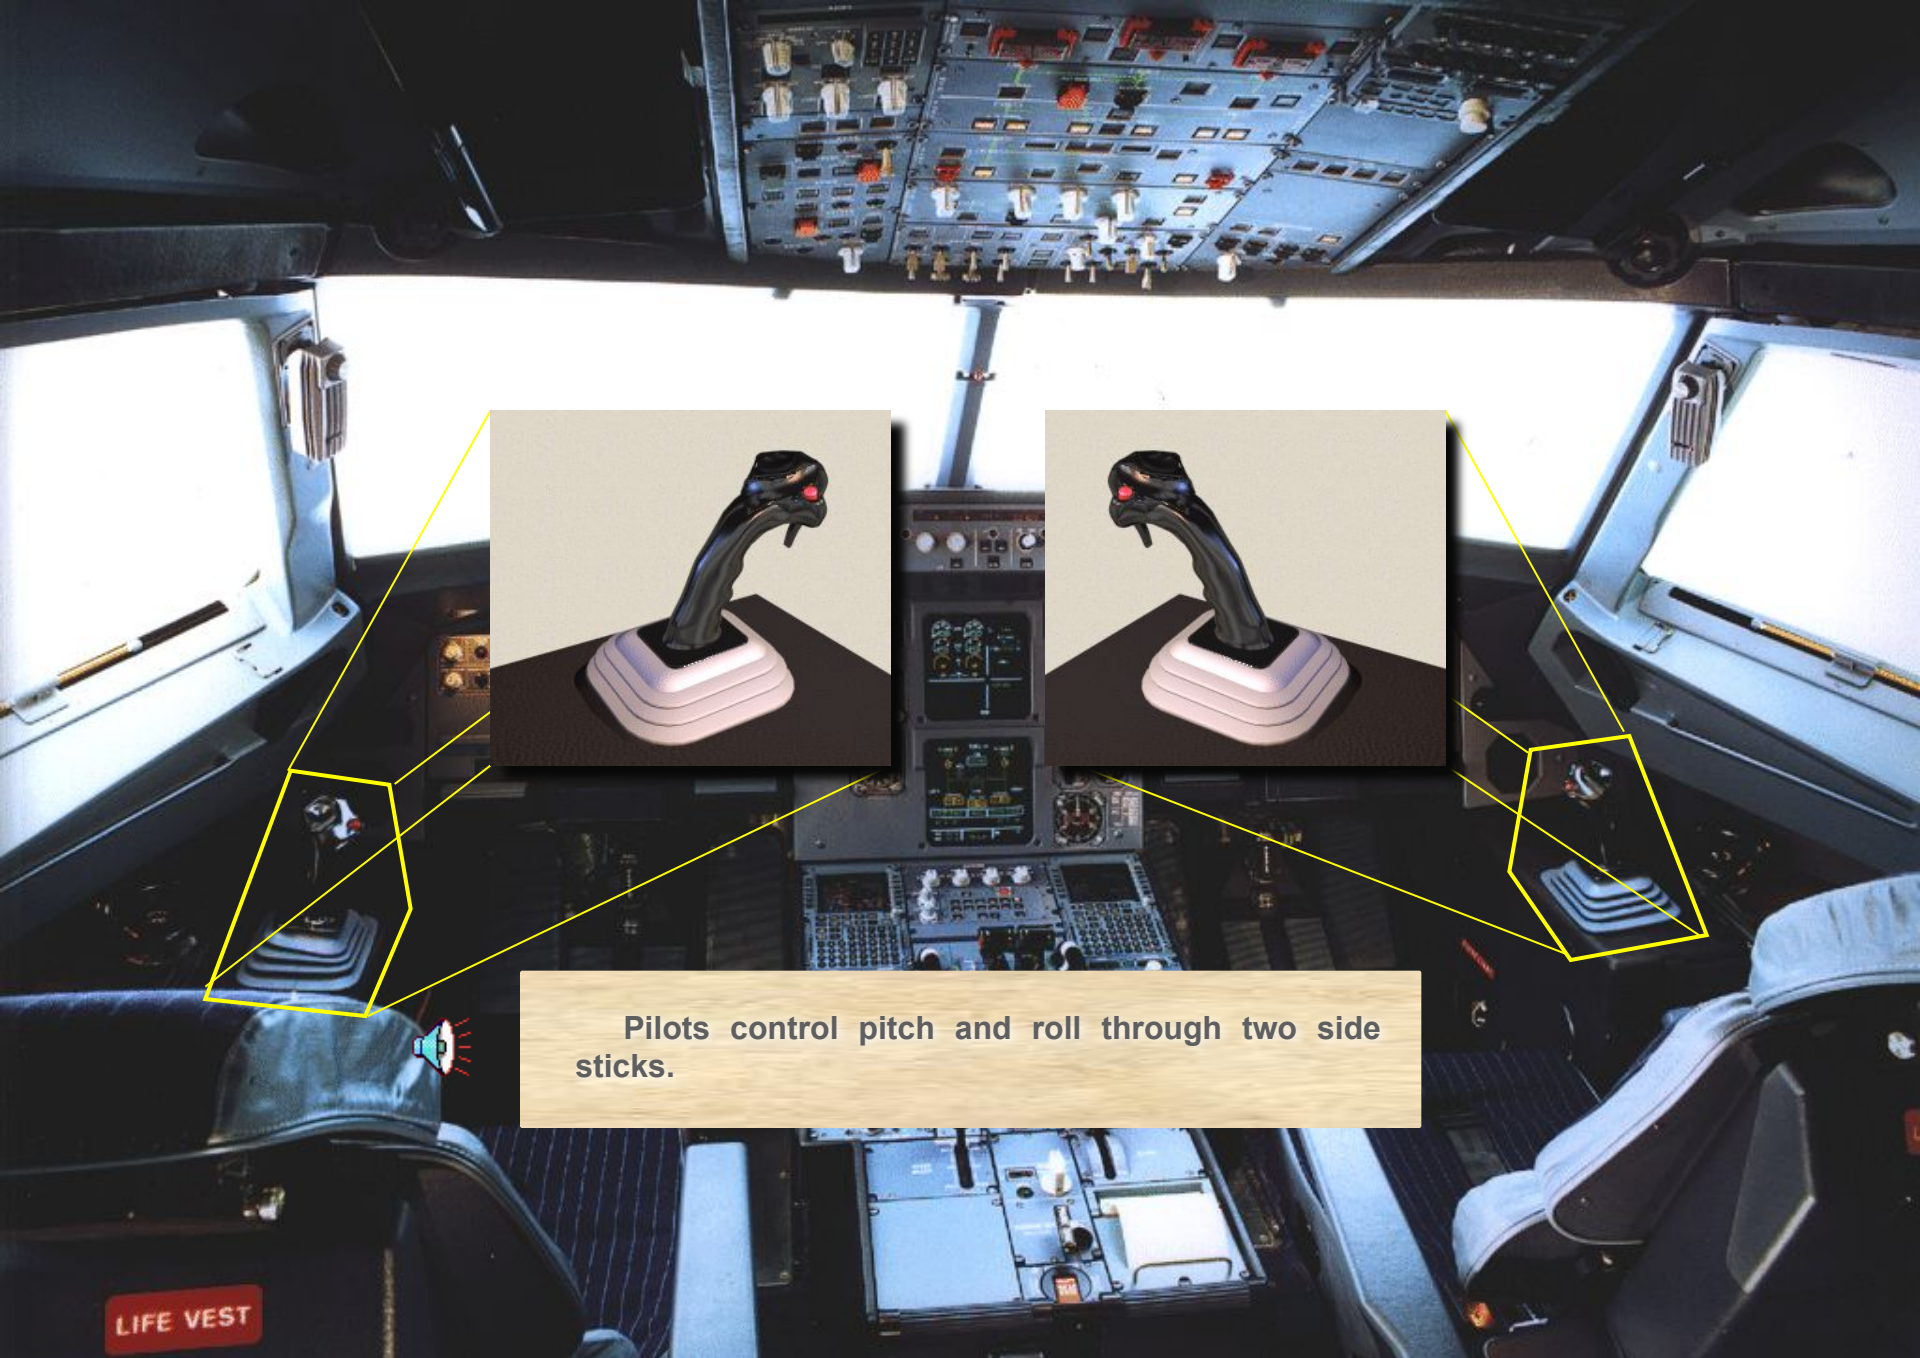 Pilots control pitch and roll through two side
sticks.
LIFE VEST